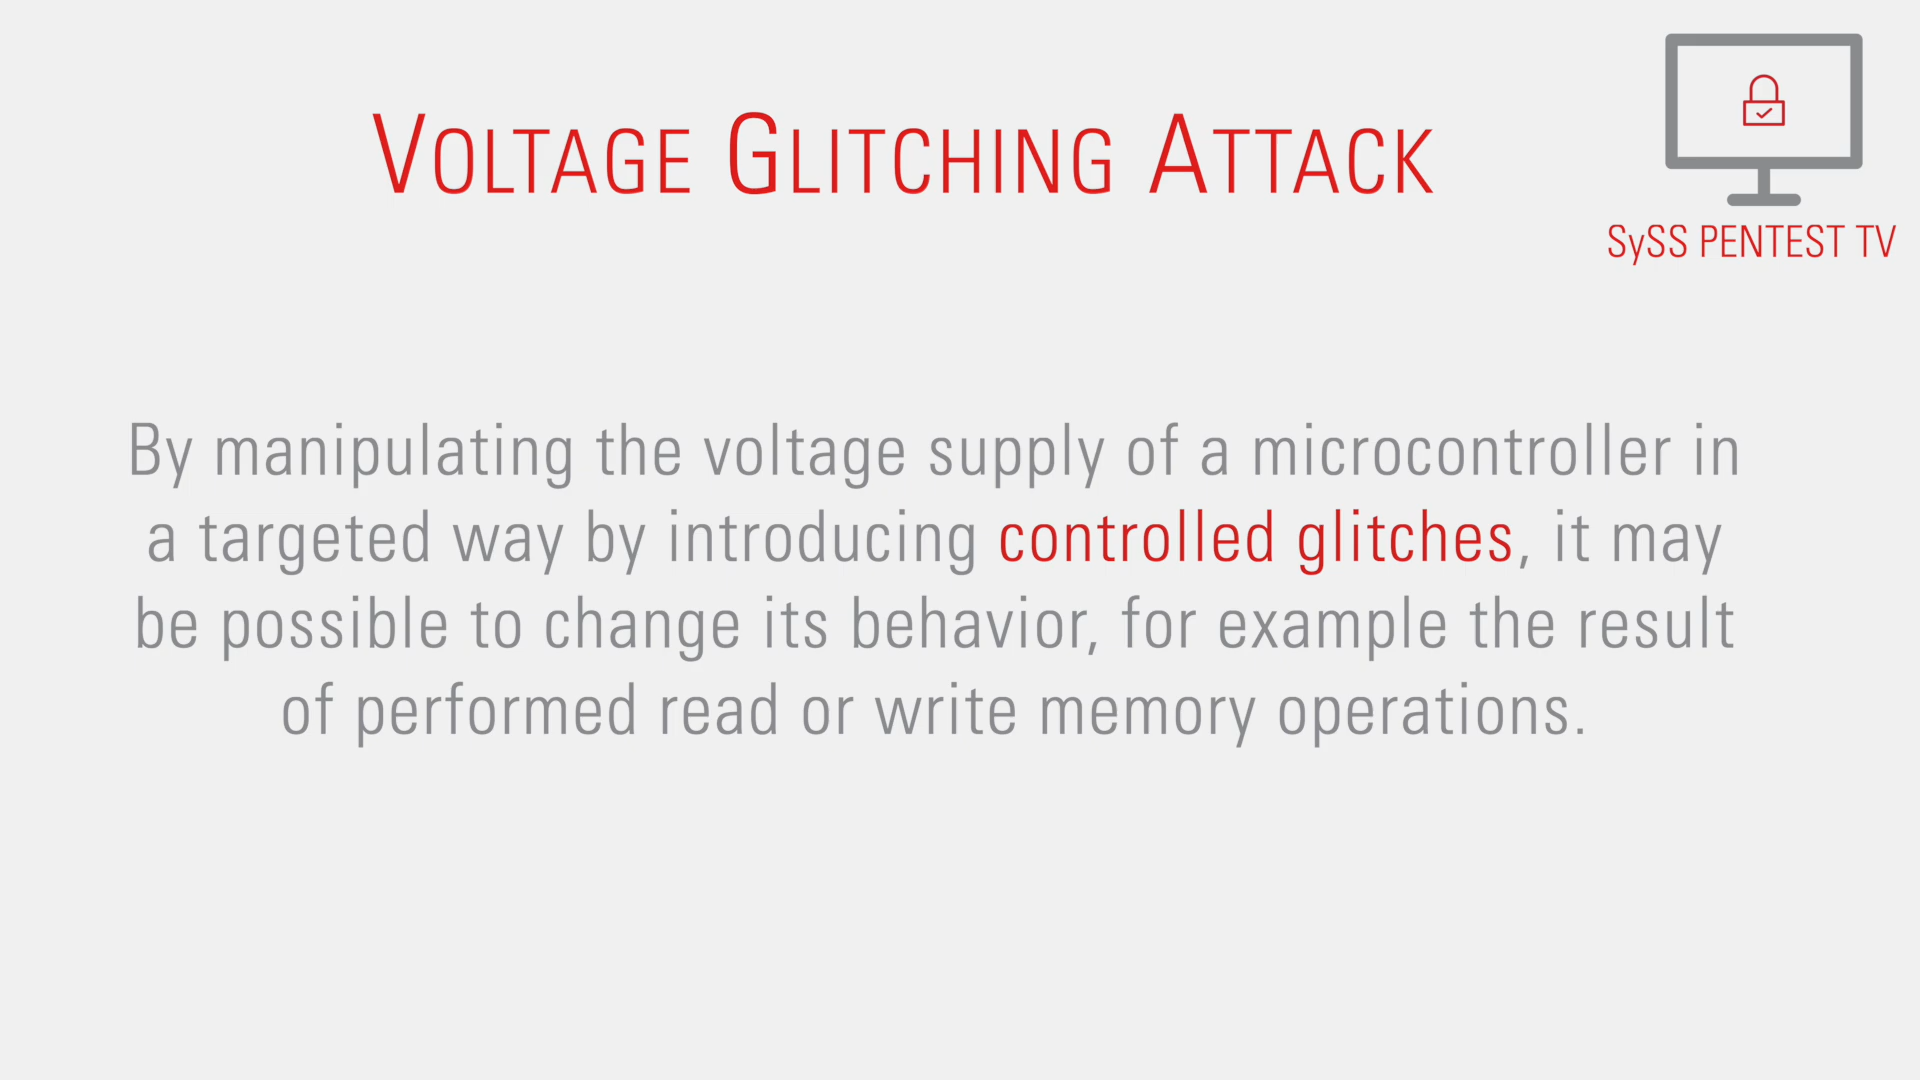 VOLTAGE GLITCHING ATTACK
SySS PENTEST TV
By manipulating the voltage supply of a microcontroller in
a targeted way by introducing controlled glitches, it may
be possible to change its behavior, for example the result
of performed read or write memory operations.